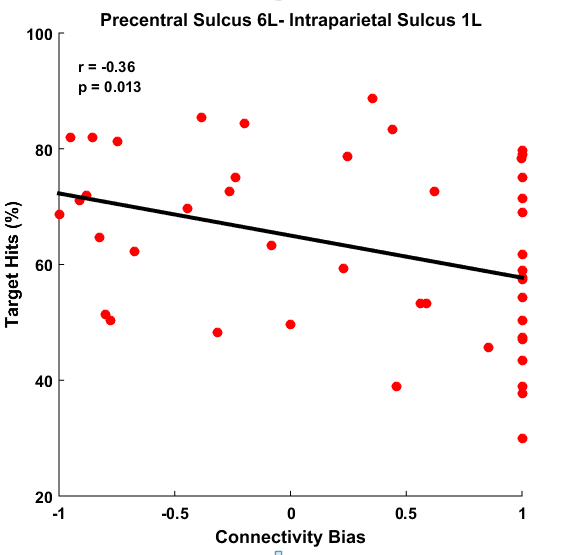 Precentral Sulcus 6L- Intraparietal Sulcus 1L
100
r = -0.36
p = 0.013
80
Target Hits (%)
60
40
20
-1 -0.5 0 0.5 1
Connectivity Bias